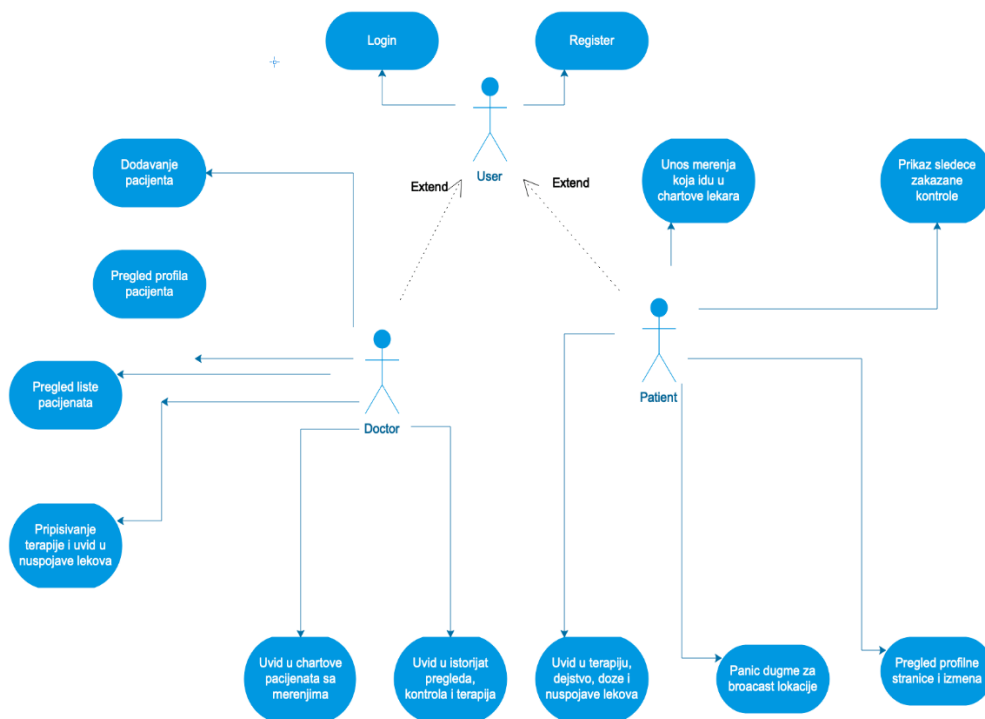 Login
Register
User
Extend
Extend
Dodavanje
pacijenta
Unos merenja
koja idu u
chartove lekara
Prikaz sledece
zakazane
kontrole
Pregled profila
pacijenta
Pregled liste
pacijenata
Doctor
Patient
Pripisivanje
terapije i uvid u
nuspojave lekova
Uvid u chartove
pacijenata sa
merenjima
Uvid u istorijat
pregleda,
kontrola i terapija
Uvid u terapiju,
dejstvo, doze i
nuspojave lekova
Panic dugme za
broacast lokacije
Pregled profilne
stranice i izmena